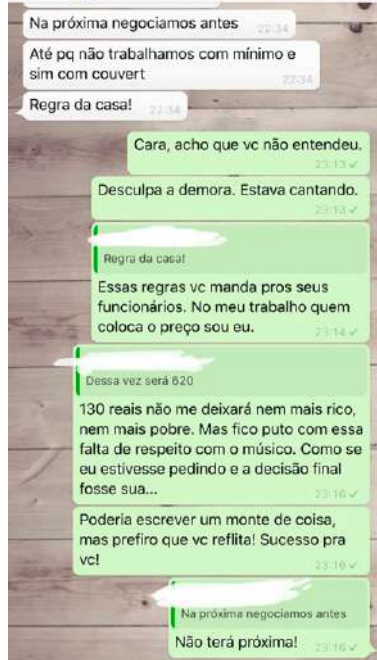 Na próxima negociamos antes 22:34
Até pq não trabalhamos com mínimo e
sim com couvert 22:34
Regra da casa! 22:34
Cara, acho que vc não entendeu.
23:13
Desculpa a demora. Estava cantando.
23:13
Regra da casa!
Essas regras vc manda pros seus
funcionários. No meu trabalho quem
coloca o preço sou eu. 23:14
Dessa vez será 620
130 reais não me deixará nem mais rico,
nem mais pobre. Mas fico puto com essa
falta de respeito com o músico. Como se
eu estivesse pedindo e a decisão final
fosse sua... 23:16
Poderia escrever um monte de coisa,
mas prefiro que vc reflita! Sucesso pra
vc! 23:16
Na próxima negociamos antes
Não terá próxima! 23:16